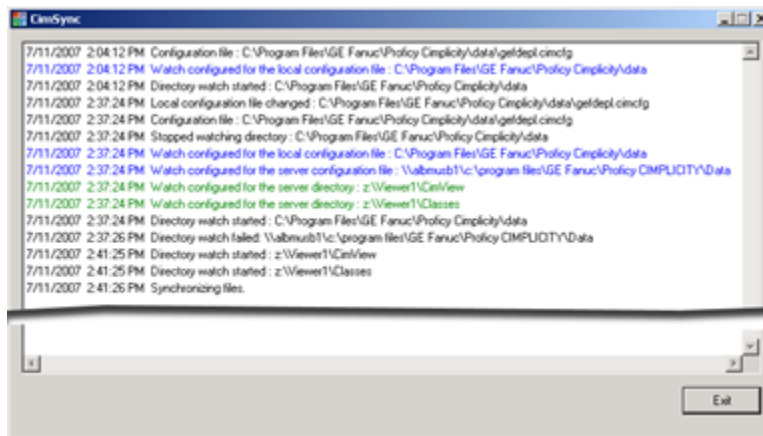 CimSync
7/11/2007 2:04:12 PM Configuration file : C:\Program Files\GE Fanuc\Proficy Cimplicity\data\gefdepl.cimcfg
7/11/2007 2:04:12 PM Watch configured for the local configuration file : C:\Program Files\GE Fanuc\Proficy Cimplicity\data
7/11/2007 2:04:12 PM Directory watch started : C:\Program Files\GE Fanuc\Proficy Cimplicity\data
7/11/2007 2:37:24 PM Local configuration file changed : C:\Program Files\GE Fanuc\Proficy Cimplicity\data\gefdepl.cimcfg
7/11/2007 2:37:24 PM Configuration file : C:\Program Files\GE Fanuc\Proficy Cimplicity\data\gefdepl.cimcfg
7/11/2007 2:37:24 PM Stopped watching directory : C:\Program Files\GE Fanuc\Proficy Cimplicity\data
7/11/2007 2:37:24 PM Watch configured for the local configuration file : C:\Program Files\GE Fanuc\Proficy Cimplicity\data
7/11/2007 2:37:24 PM Watch configured for the server configuration file : \\albmusb1\c:\program files\GE Fanuc\Proficy CIMPLICITY\Data
7/11/2007 2:37:24 PM Watch configured for the server directory : z:\Viewer1\CimView
7/11/2007 2:37:24 PM Watch configured for the server directory : z:\Viewer1\Classes
7/11/2007 2:37:24 PM Directory watch started : C:\Program Files\GE Fanuc\Proficy Cimplicity\data
7/11/2007 2:37:26 PM Directory watch failed: \\albmusb1\c:\program files\GE Fanuc\Proficy CIMPLICITY\Data
7/11/2007 2:41:25 PM Directory watch started : z:\Viewer1\CimView
7/11/2007 2:41:25 PM Directory watch started : z:\Viewer1\Classes
7/11/2007 2:41:26 PM Synchronizing files.
Exit